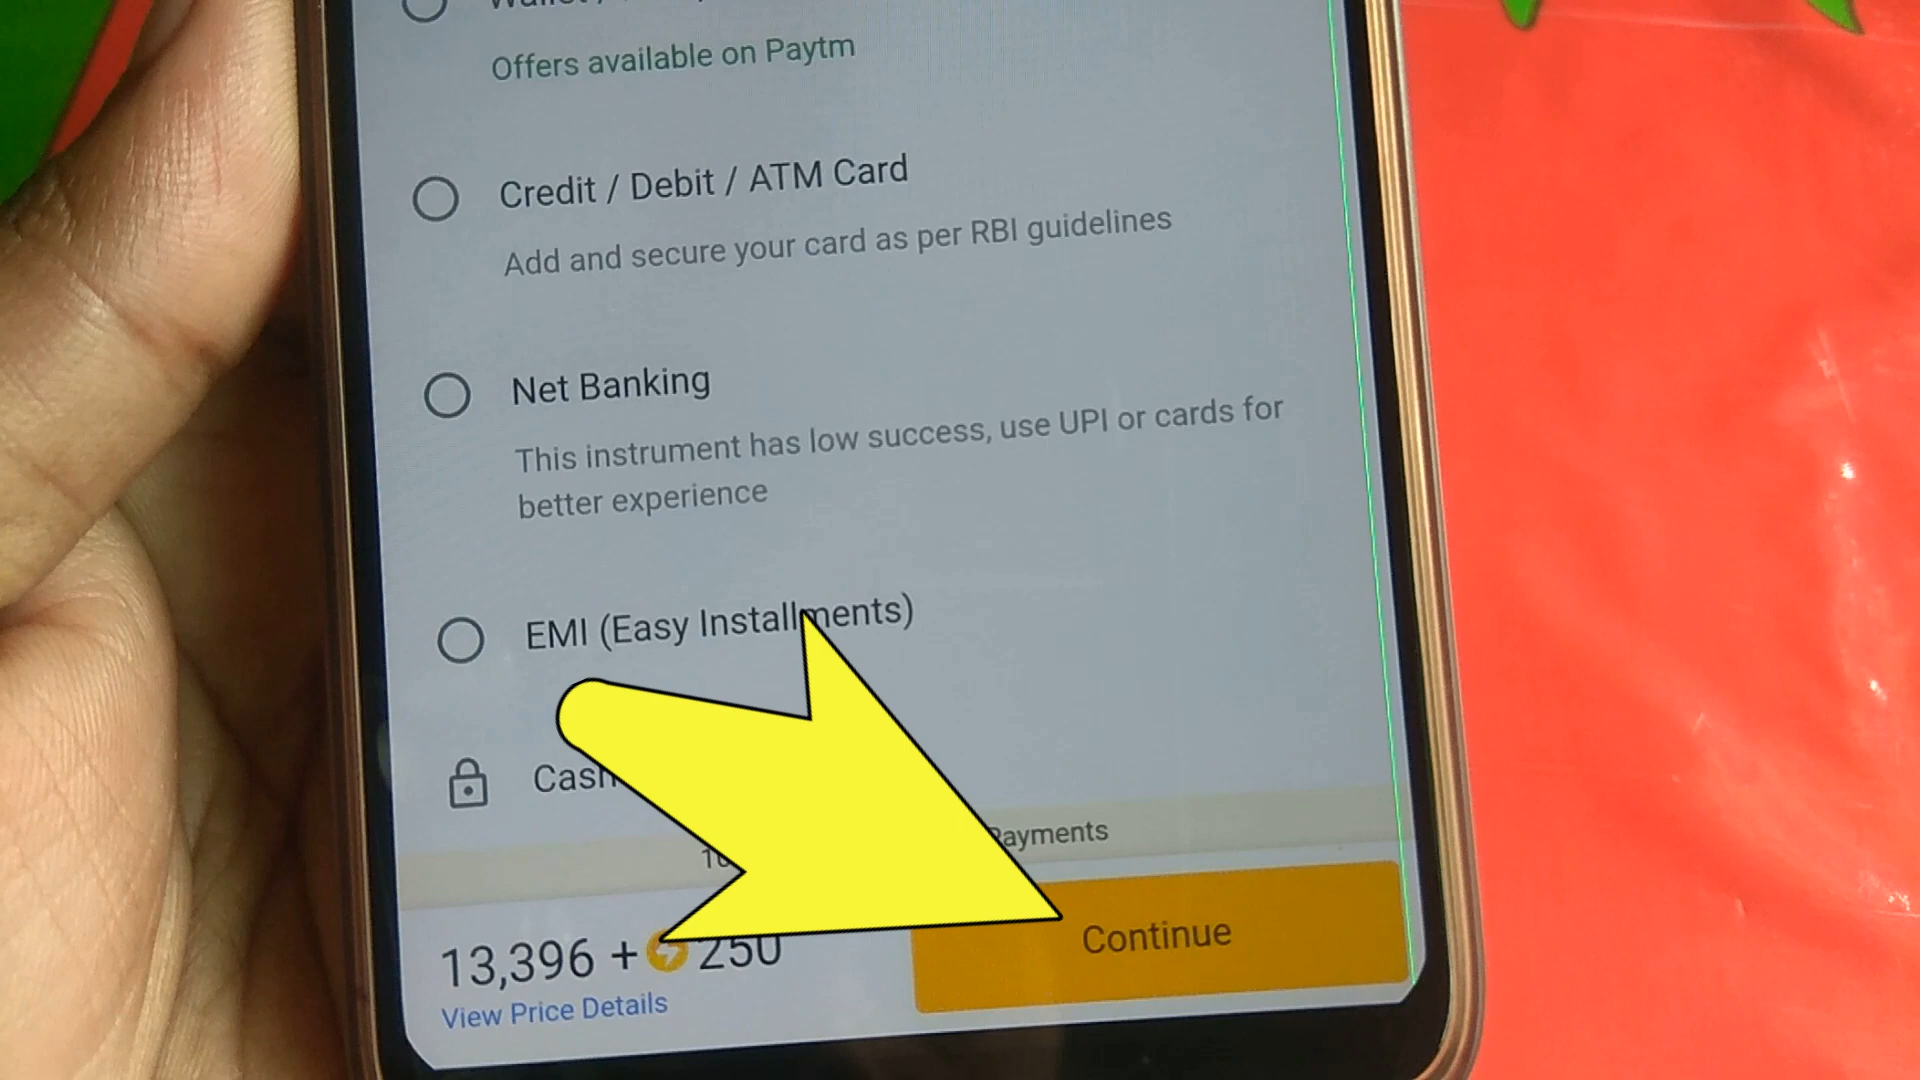 Offers available on Paytm
Credit / Debit / ATM Card
Add and secure your card as per RBI guidelines
Net Banking
This instrument has low success, use UPI or cards for
better experience
EMI (Easy Installments)
Payments
13,396 + 250
View Price Details
Continue